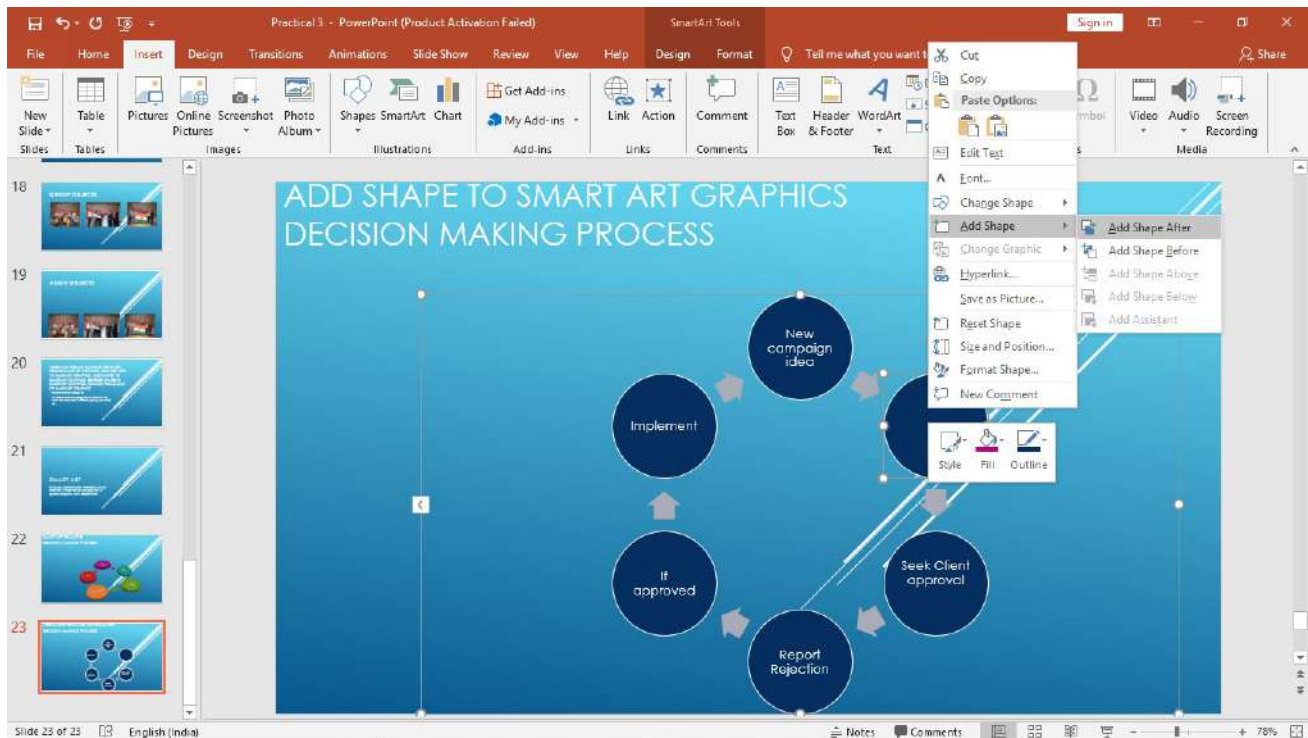 Practical 3 - PowerPoint (Product Activation Failed)
SmartArt Tools
Sign in
File Home Insert Design Transitions Animations Slide Show Review View Help Design Format Tell me what you want t
Share
New Slide
Table
Pictures
Online Pictures
Screenshot
Photo Album
Shapes
SmartArt
Chart
Get Add-ins
My Add-ins
Link
Action
Comment
Text Box
Header & Footer
WordArt
Video
Audio
Screen Recording
Slides
Tables
Images
Illustrations
Add-ins
Links
Comments
Text
Media
Cut
Copy
Paste Options:
Edit Text
Font...
Change Shape
Add Shape
Change Graphic
Hyperlink...
Save as Picture...
Reset Shape
Size and Position...
Format Shape...
New Comment
Add Shape After
Add Shape Before
Add Shape Above
Add Shape Below
Add Assistant
Style Fill Outline
18
19
20
21
22
23
ADD SHAPE TO SMART ART GRAPHICS
DECISION MAKING PROCESS
New
campaign
idea
Implement
Seek Client
approval
If
approved
Report
Rejection
Slide 23 of 23
English (India)
Notes
Comments
78%